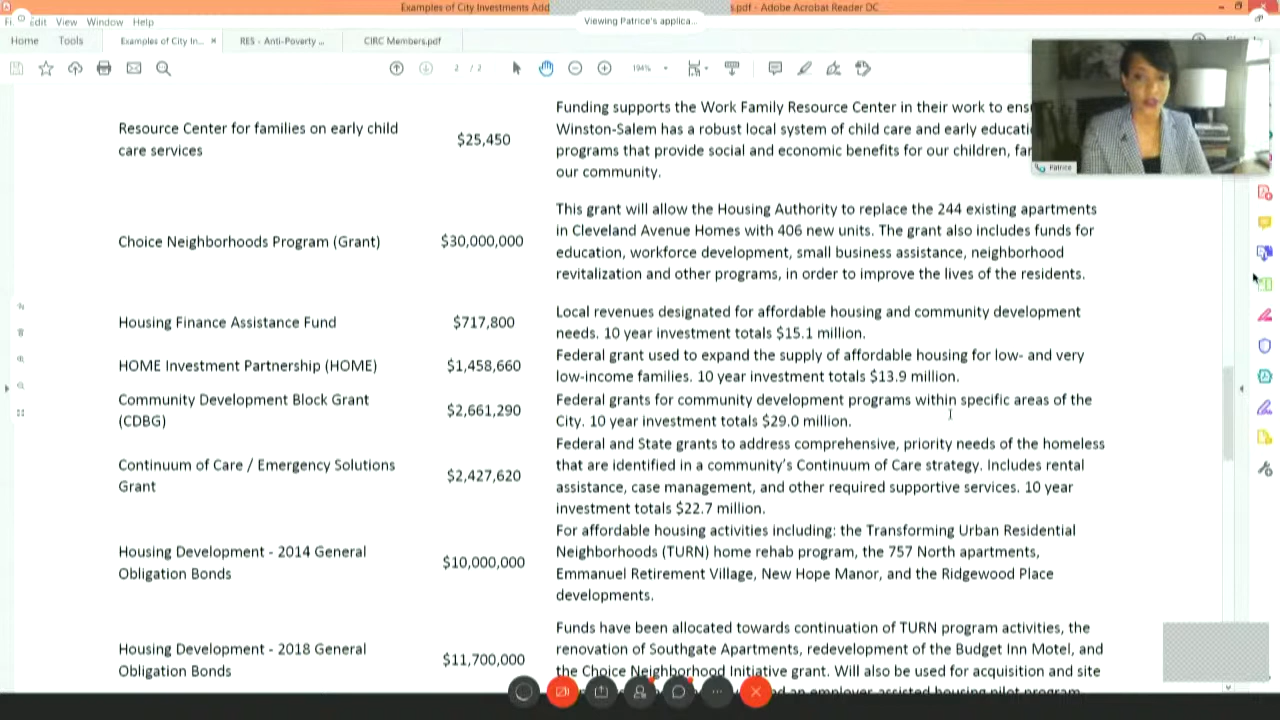 Examples of City Investments Add
s.pdf - Adobe Acrobat Reader DC
Edit View Window Help
Viewing Patrice's applica...
Home Tools Examples of City In... × RES - Anti-Poverty ... CIRC Members.pdf
2 / 2 194%
Patrice
Resource Center for families on early child
care services
$25,450
Funding supports the Work Family Resource Center in their work to
Winston-Salem has a robust local system of child care and early
programs that provide social and economic benefits for our children,
our community.
Choice Neighborhoods Program (Grant)
$30,000,000
This grant will allow the Housing Authority to replace the 244 existing apartments
in Cleveland Avenue Homes with 406 new units. The grant also includes funds for
education, workforce development, small business assistance, neighborhood
revitalization and other programs, in order to improve the lives of the residents.
Housing Finance Assistance Fund
$717,800
Local revenues designated for affordable housing and community development
needs. 10 year investment totals $15.1 million.
HOME Investment Partnership (HOME)
$1,458,660
Federal grant used to expand the supply of affordable housing for low- and very
low-income families. 10 year investment totals $13.9 million.
Community Development Block Grant
(CDBG)
$2,661,290
Federal grants for community development programs within specific areas of the
City. 10 year investment totals $29.0 million.
Continuum of Care / Emergency Solutions
Grant
$2,427,620
Federal and State grants to address comprehensive, priority needs of the homeless
that are identified in a community's Continuum of Care strategy. Includes rental
assistance, case management, and other required supportive services. 10 year
investment totals $22.7 million.
Housing Development - 2014 General
Obligation Bonds
$10,000,000
For affordable housing activities including: the Transforming Urban Residential
Neighborhoods (TURN) home rehab program, the 757 North apartments,
Emmanuel Retirement Village, New Hope Manor, and the Ridgewood Place
developments.
Housing Development - 2018 General
Obligation Bonds
$11,700,000
Funds have been allocated towards continuation of TURN program activities, the
renovation of Southgate Apartments, redevelopment of the Budget Inn Motel, and
the Choice Neighborhood Initiative grant. Will also be used for acquisition and site
an employer assisted housing pilot program